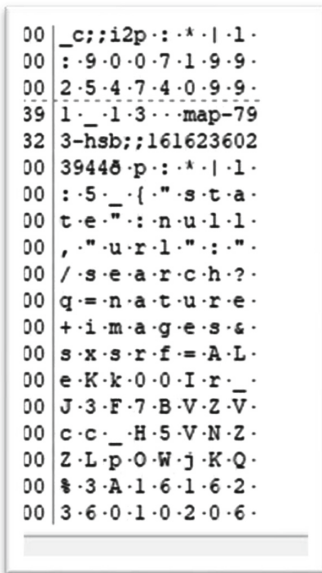 00 _c;;i2p·:·*·|·l·
00 :·9·0·0·7·1·9·9·
00 2·5·4·7·4·0·9·9·
39 1·_·1·3···map-79
32 3-hsb;;161623602
00 39448·p·:·*·|·l·
00 :·5·_·{·"·s·t·a·
00 t·e·"·:·n·u·l·l·
00 ,·"·u·r·l·"·:·"·
00 /·s·e·a·r·c·h·?·
00 q·=·n·a·t·u·r·e·
00 +·i·m·a·g·e·s·&·
00 s·x·s·r·f·=·A·L·
00 e·K·k·0·0·I·r·_·
00 J·3·F·7·B·V·Z·V·
00 c·c·_·H·5·V·N·Z·
00 Z·L·p·O·W·j·K·Q·
00 %·3·A·1·6·1·6·2·
00 3·6·0·1·0·2·0·6·